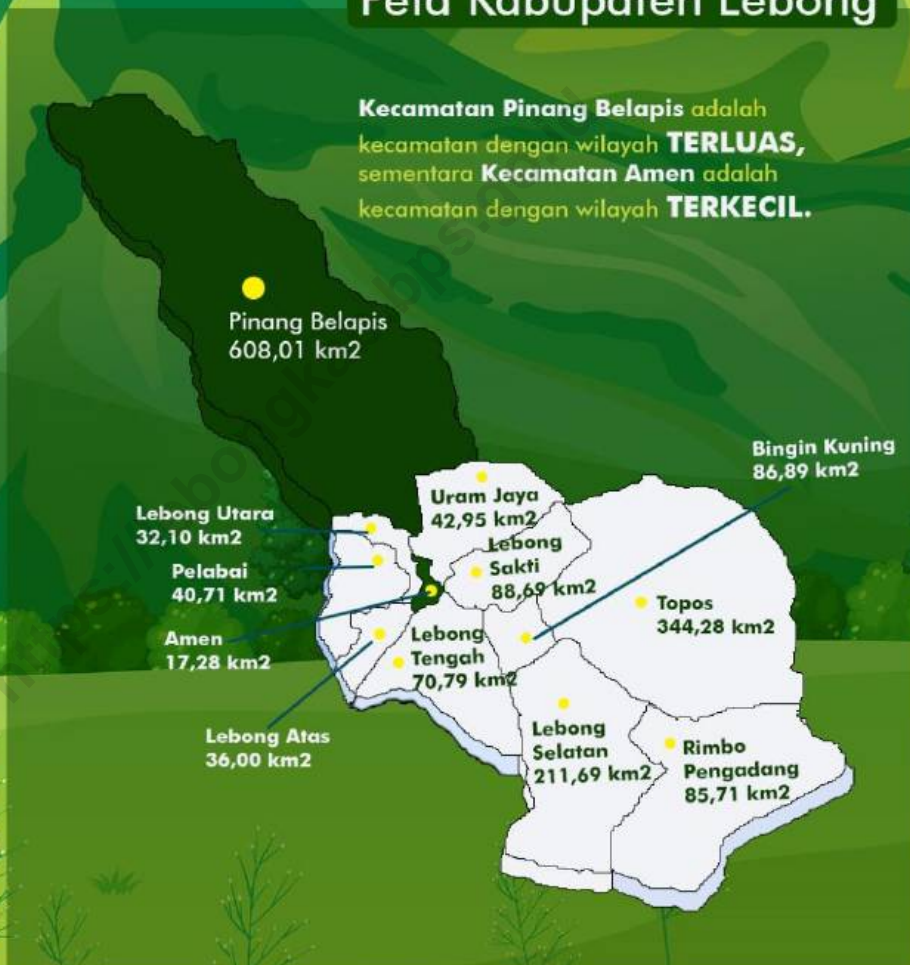 Peta Kabupaten Lebong
Kecamatan Pinang Belapis adalah
kecamatan dengan wilayah TERLUAS,
sementara Kecamatan Amen adalah
kecamatan dengan wilayah TERKECIL.
Pinang Belapis
608,01 km2
Bingin Kuning
86,89 km2
Uram Jaya
42,95 km2
Lebong Utara
32,10 km2
Lebong
Sakti
88,69 km2
Pelabai
40,71 km2
Topos
344,28 km2
Amen
17,28 km2
Lebong
Tengah
70,79 km2
Lebong Atas
36,00 km2
Lebong
Selatan
211,69 km2
Rimbo
Pengadang
85,71 km2